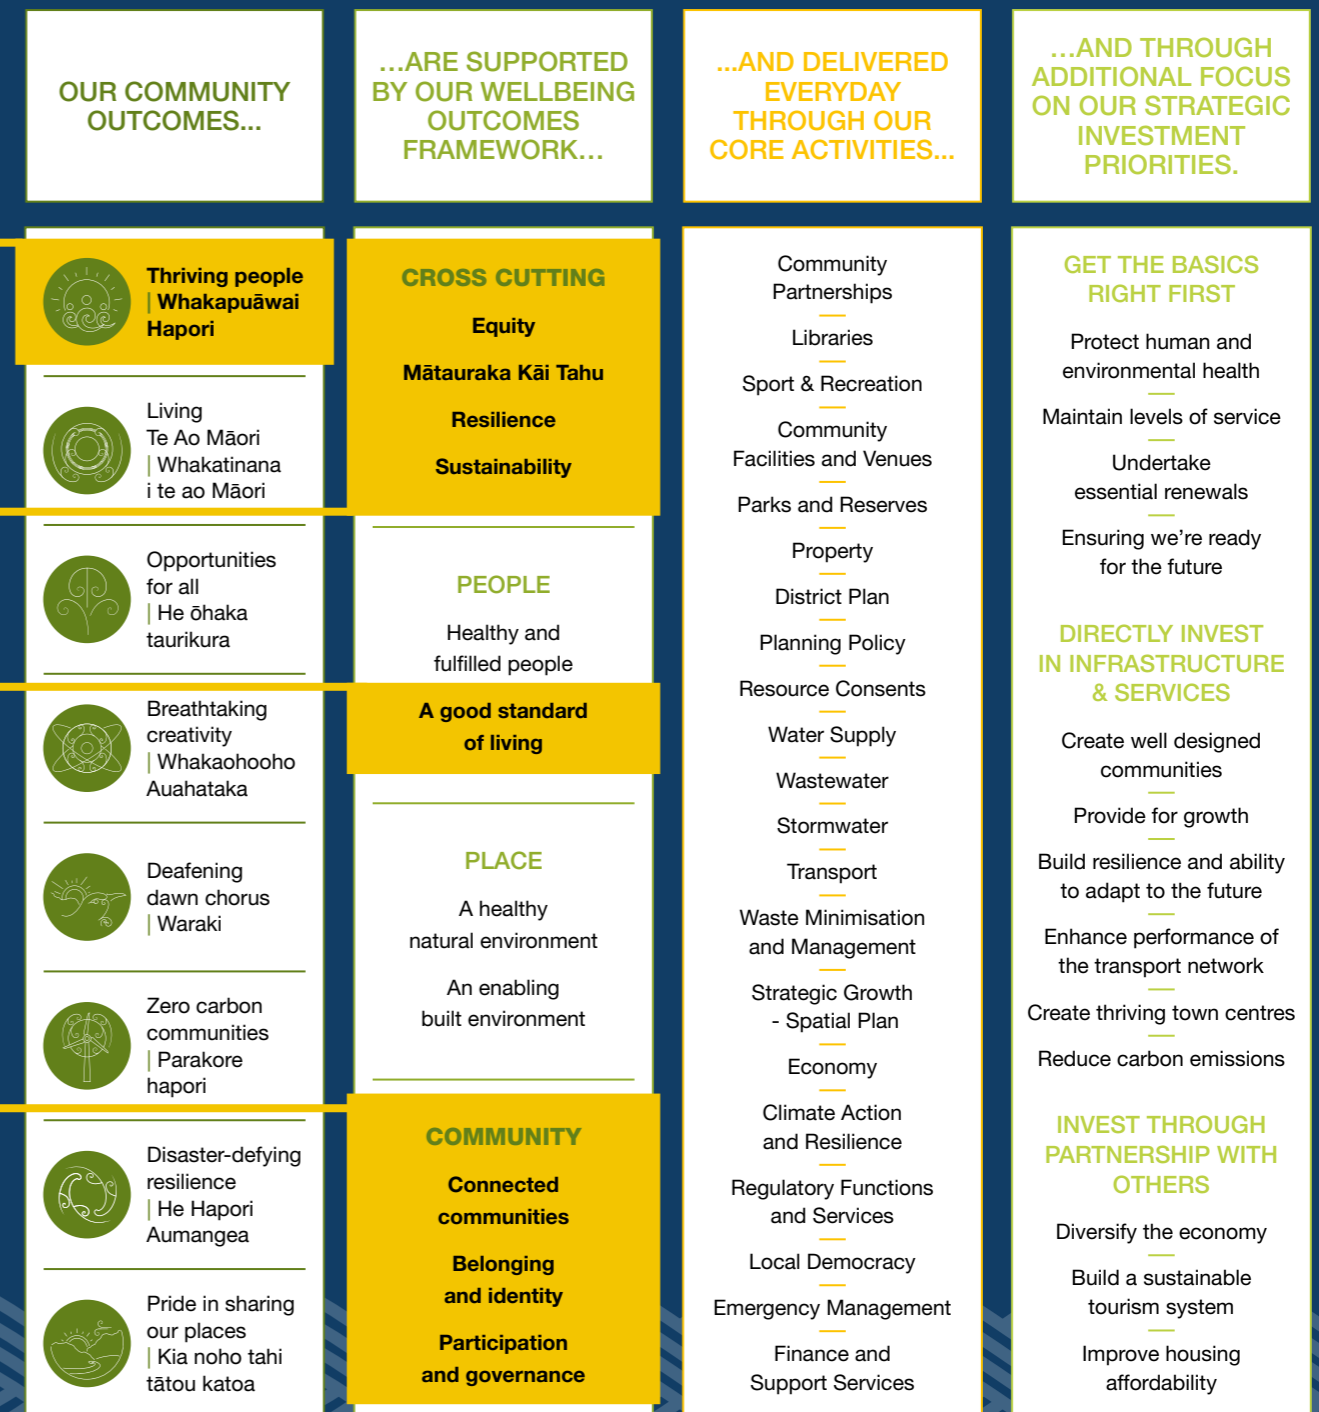 OUR COMMUNITY
OUTCOMES...
...ARE SUPPORTED
BY OUR WELLBEING
OUTCOMES
FRAMEWORK...
...AND DELIVERED
EVERYDAY
THROUGH OUR
CORE ACTIVITIES...
...AND THROUGH
ADDITIONAL FOCUS
ON OUR STRATEGIC
INVESTMENT
PRIORITIES.
Thriving people
| Whakapuāwai
Hapori
Living
Te Ao Māori
| Whakatinana
i te ao Māori
Opportunities
for all
| He ōhaka
taurikura
Breathtaking
creativity
| Whakaohooho
Auahataka
Deafening
dawn chorus
| Waraki
Zero carbon
communities
| Parakore
hapori
Disaster-defying
resilience
| He Hapori
Aumangea
Pride in sharing
our places
| Kia noho tahi
tātou katoa
CROSS CUTTING
Equity
Mātauraka Kāi Tahu
Resilience
Sustainability
PEOPLE
Healthy and
fulfilled people
A good standard
of living
PLACE
A healthy
natural environment
An enabling
built environment
COMMUNITY
Connected
communities
Belonging
and identity
Participation
and governance
Community
Partnerships
Libraries
Sport & Recreation
Community
Facilities and Venues
Parks and Reserves
Property
District Plan
Planning Policy
Resource Consents
Water Supply
Wastewater
Stormwater
Transport
Waste Minimisation
and Management
Strategic Growth
- Spatial Plan
Economy
Climate Action
and Resilience
Regulatory Functions
and Services
Local Democracy
Emergency Management
Finance and
Support Services
GET THE BASICS
RIGHT FIRST
Protect human and
environmental health
Maintain levels of service
Undertake
essential renewals
Ensuring we're ready
for the future
DIRECTLY INVEST
IN INFRASTRUCTURE
& SERVICES
Create well designed
communities
Provide for growth
Build resilience and ability
to adapt to the future
Enhance performance of
the transport network
Create thriving town centres
Reduce carbon emissions
INVEST THROUGH
PARTNERSHIP WITH
OTHERS
Diversify the economy
Build a sustainable
tourism system
Improve housing
affordability